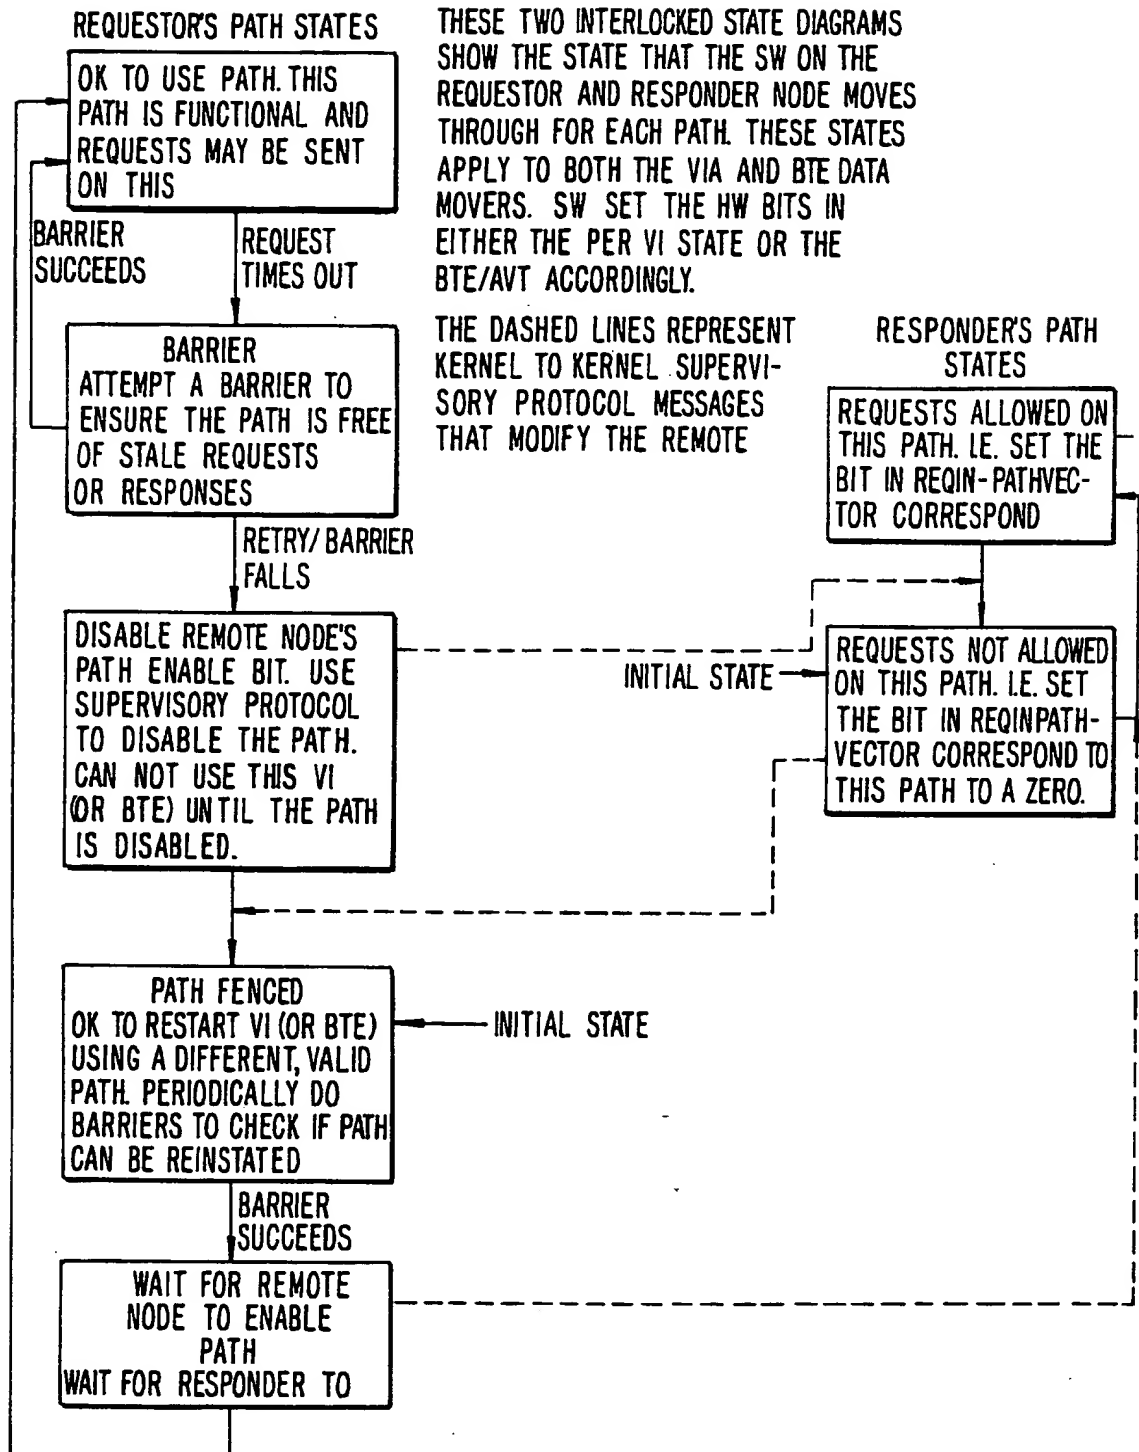 REQUESTOR'S PATH STATES
OK TO USE PATH. THIS
PATH IS FUNCTIONAL AND
REQUESTS MAY BE SENT
ON THIS
THESE TWO INTERLOCKED STATE DIAGRAMS
SHOW THE STATE THAT THE SW ON THE
REQUESTOR AND RESPONDER NODE MOVES
THROUGH FOR EACH PATH. THESE STATES
APPLY TO BOTH THE VIA AND BTE DATA
MOVERS. SW SET THE HW BITS IN
EITHER THE PER VI STATE OR THE
BTE/AVT ACCORDINGLY.
BARRIER
SUCCEEDS
REQUEST
TIMES OUT
THE DASHED LINES REPRESENT
KERNEL TO KERNEL SUPERVI-
SORY PROTOCOL MESSAGES
THAT MODIFY THE REMOTE
BARRIER
ATTEMPT A BARRIER TO
ENSURE THE PATH IS FREE
OF STALE REQUESTS
OR RESPONSES
RESPONDER'S PATH
STATES
REQUESTS ALLOWED ON
THIS PATH. I.E. SET THE
BIT IN REQIN-PATHVEC-
TOR CORRESPOND
RETRY/BARRIER
FALLS
DISABLE REMOTE NODE'S
PATH ENABLE BIT. USE
SUPERVISORY PROTOCOL
TO DISABLE THE PATH.
CAN NOT USE THIS VI
(OR BTE) UNTIL THE PATH
IS DISABLED.
INITIAL STATE
REQUESTS NOT ALLOWED
ON THIS PATH. I.E. SET
THE BIT IN REQINPATH-
VECTOR CORRESPOND TO
THIS PATH TO A ZERO.
PATH FENCED
OK TO RESTART VI (OR BTE)
USING A DIFFERENT, VALID
PATH. PERIODICALLY DO
BARRIERS TO CHECK IF PATH
CAN BE REINSTATED
INITIAL STATE
BARRIER
SUCCEEDS
WAIT FOR REMOTE
NODE TO ENABLE
PATH
WAIT FOR RESPONDER TO